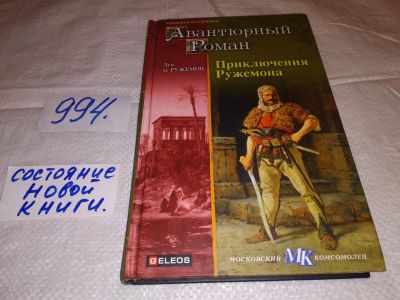 994.
состояние
новой
книги.
Авантюрный
Роман
Луи
де РУЖЕМОН
Приключения
Ружемона
GELEOS
МОСКОВСКИЙ МК КОМСОМОЛЕЦ